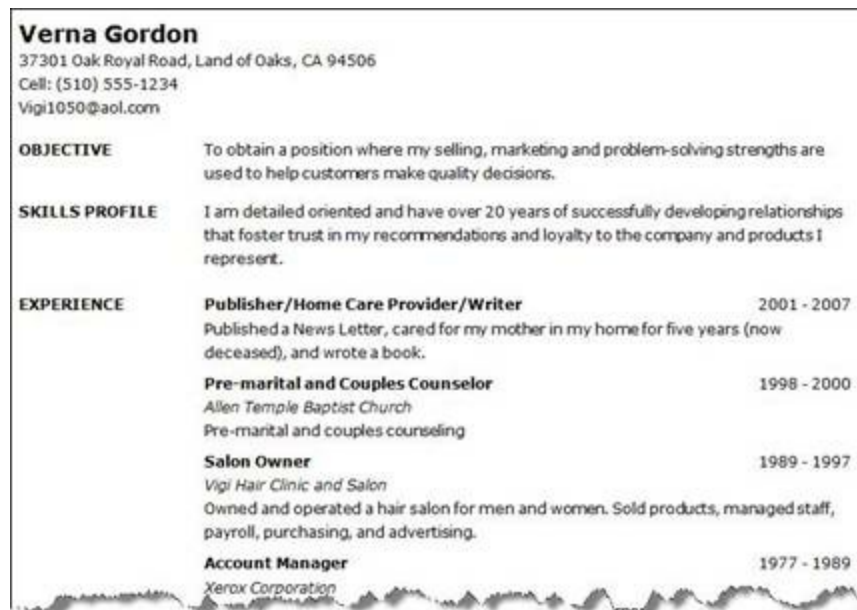 Verna Gordon
37301 Oak Royal Road, Land of Oaks, CA 94506
Cell: (510) 555-1234
Vigi1050@aol.com
OBJECTIVE To obtain a position where my selling, marketing and problem-solving strengths are
used to help customers make quality decisions.
SKILLS PROFILE I am detailed oriented and have over 20 years of successfully developing relationships
that foster trust in my recommendations and loyalty to the company and products I
represent.
EXPERIENCE Publisher/Home Care Provider/Writer 2001 - 2007
Published a News Letter, cared for my mother in my home for five years (now
deceased), and wrote a book.
Pre-marital and Couples Counselor 1998 - 2000
Allen Temple Baptist Church
Pre-marital and couples counseling
Salon Owner 1989 - 1997
Vigi Hair Clinic and Salon
Owned and operated a hair salon for men and women. Sold products, managed staff,
payroll, purchasing, and advertising.
Account Manager 1977 - 1989
Xerox Corporation